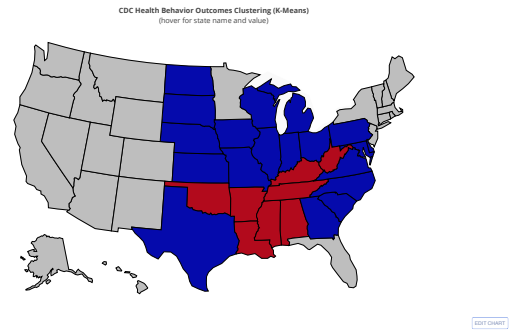 CDC Health Behavior Outcomes Clustering (K-Means)
(hover for state name and value)
EDIT CHART